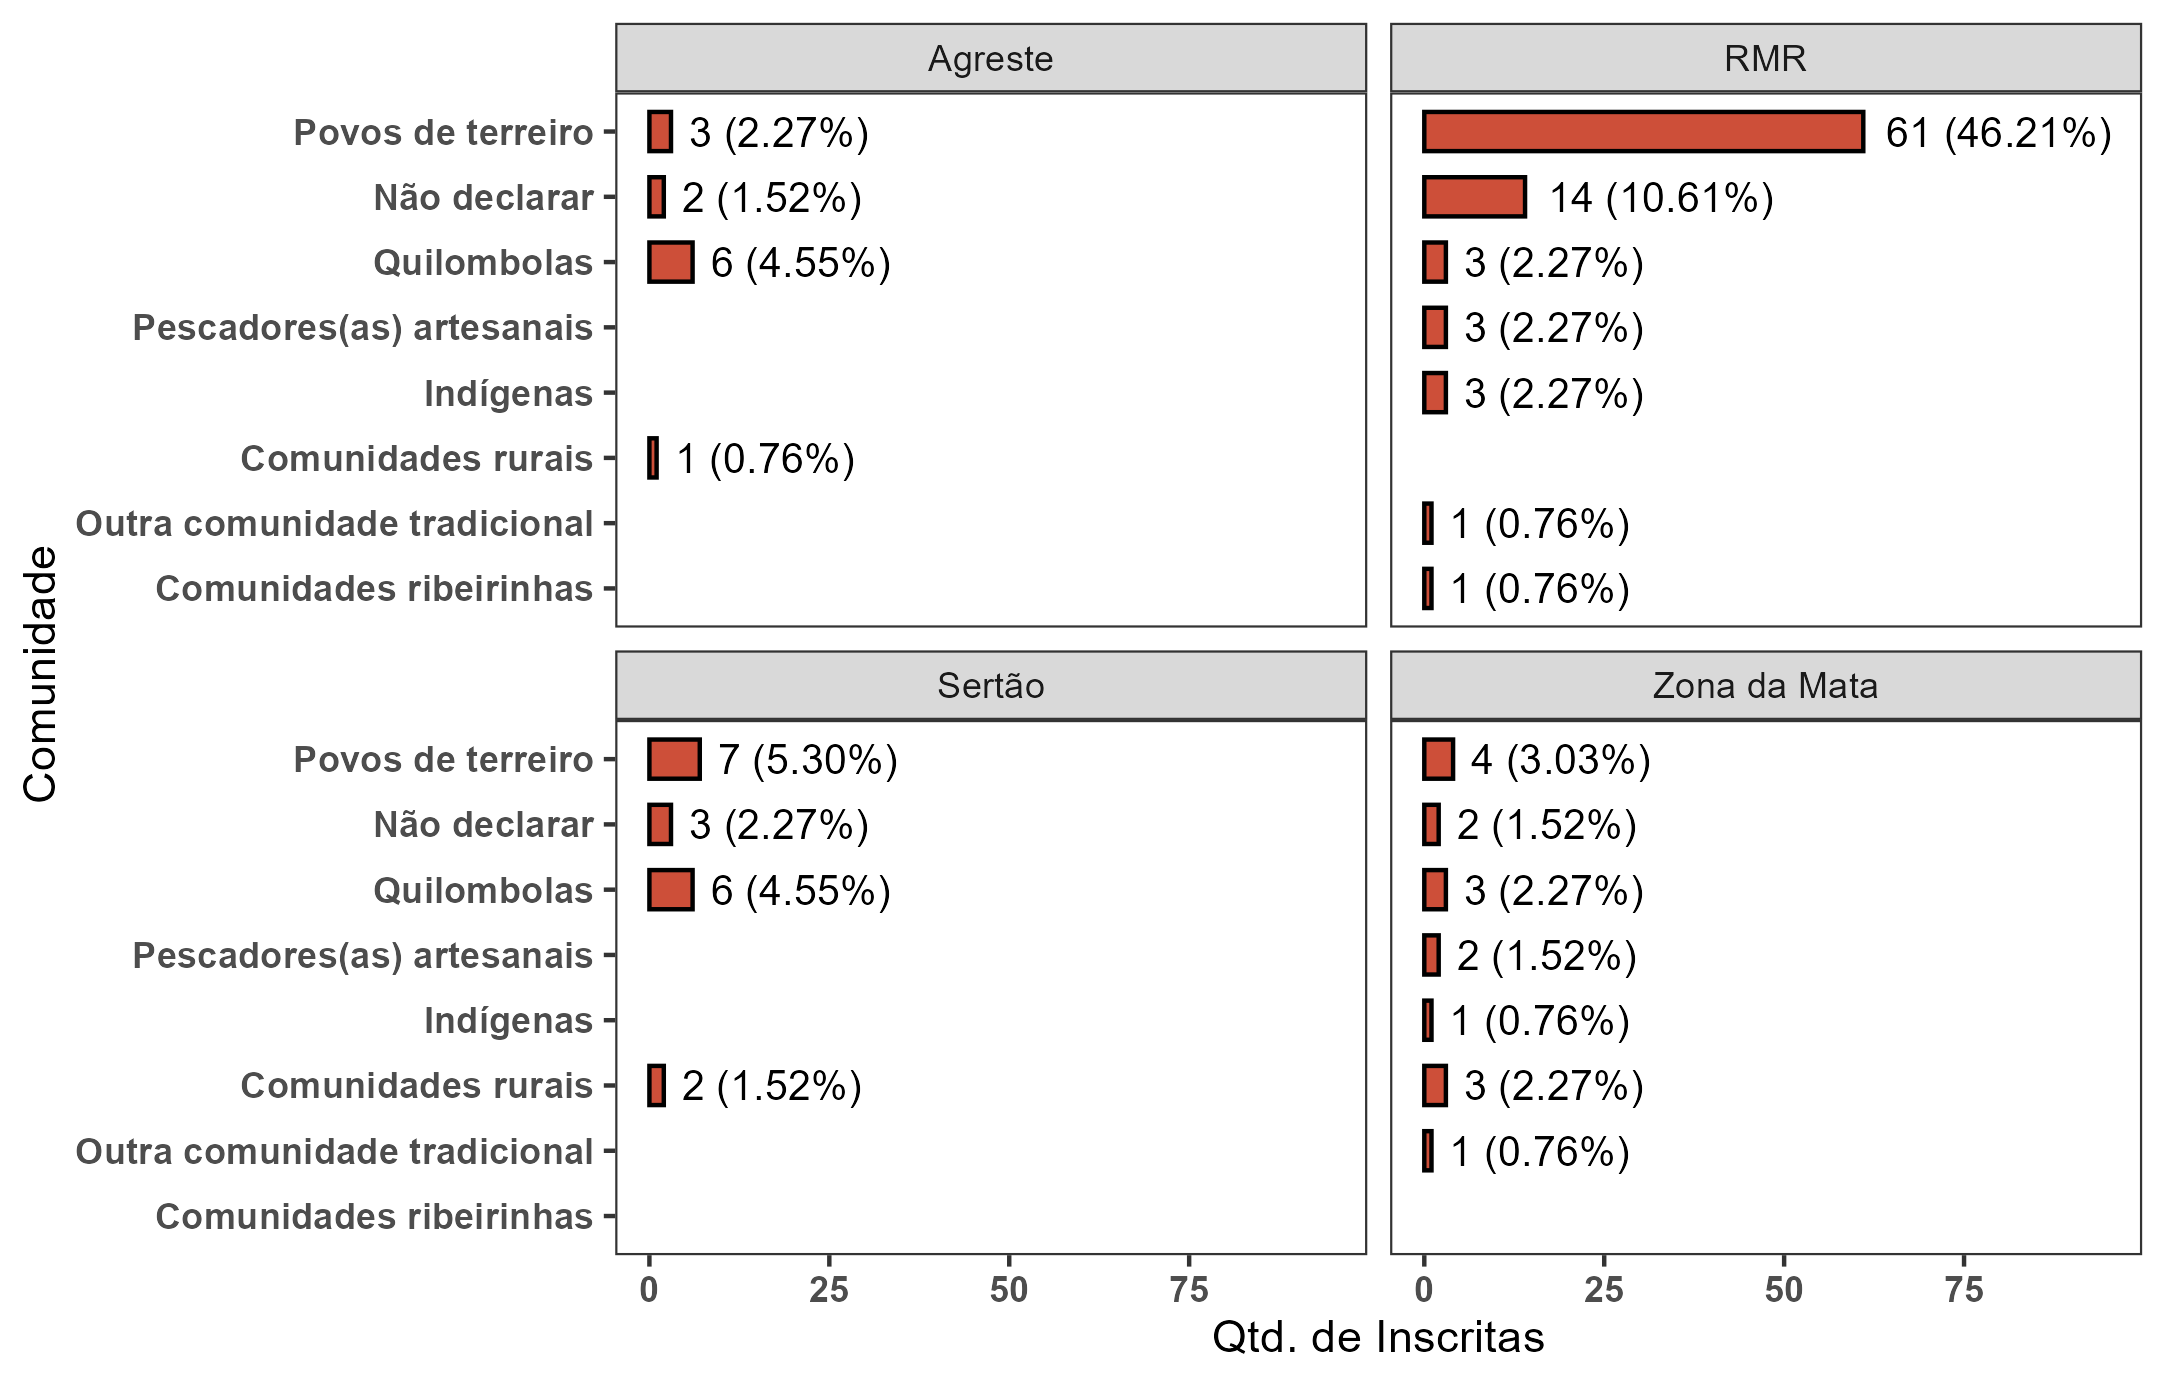 Agreste
RMR
Povos de terreiro 3 (2.27%) 61 (46.21%)
Não declarar 2 (1.52%) 14 (10.61%)
Quilombolas 6 (4.55%) 3 (2.27%)
Pescadores(as) artesanais 3 (2.27%)
Indígenas 3 (2.27%)
Comunidades rurais 1 (0.76%)
Outra comunidade tradicional 1 (0.76%)
Comunidades ribeirinhas 1 (0.76%)
Comunidade
Sertão
Zona da Mata
Povos de terreiro 7 (5.30%) 4 (3.03%)
Não declarar 3 (2.27%) 2 (1.52%)
Quilombolas 6 (4.55%) 3 (2.27%)
Pescadores(as) artesanais 2 (1.52%)
Indígenas 1 (0.76%)
Comunidades rurais 2 (1.52%) 3 (2.27%)
Outra comunidade tradicional 1 (0.76%)
Comunidades ribeirinhas
0 25 50 75 0 25 50 75
Qtd. de Inscritas